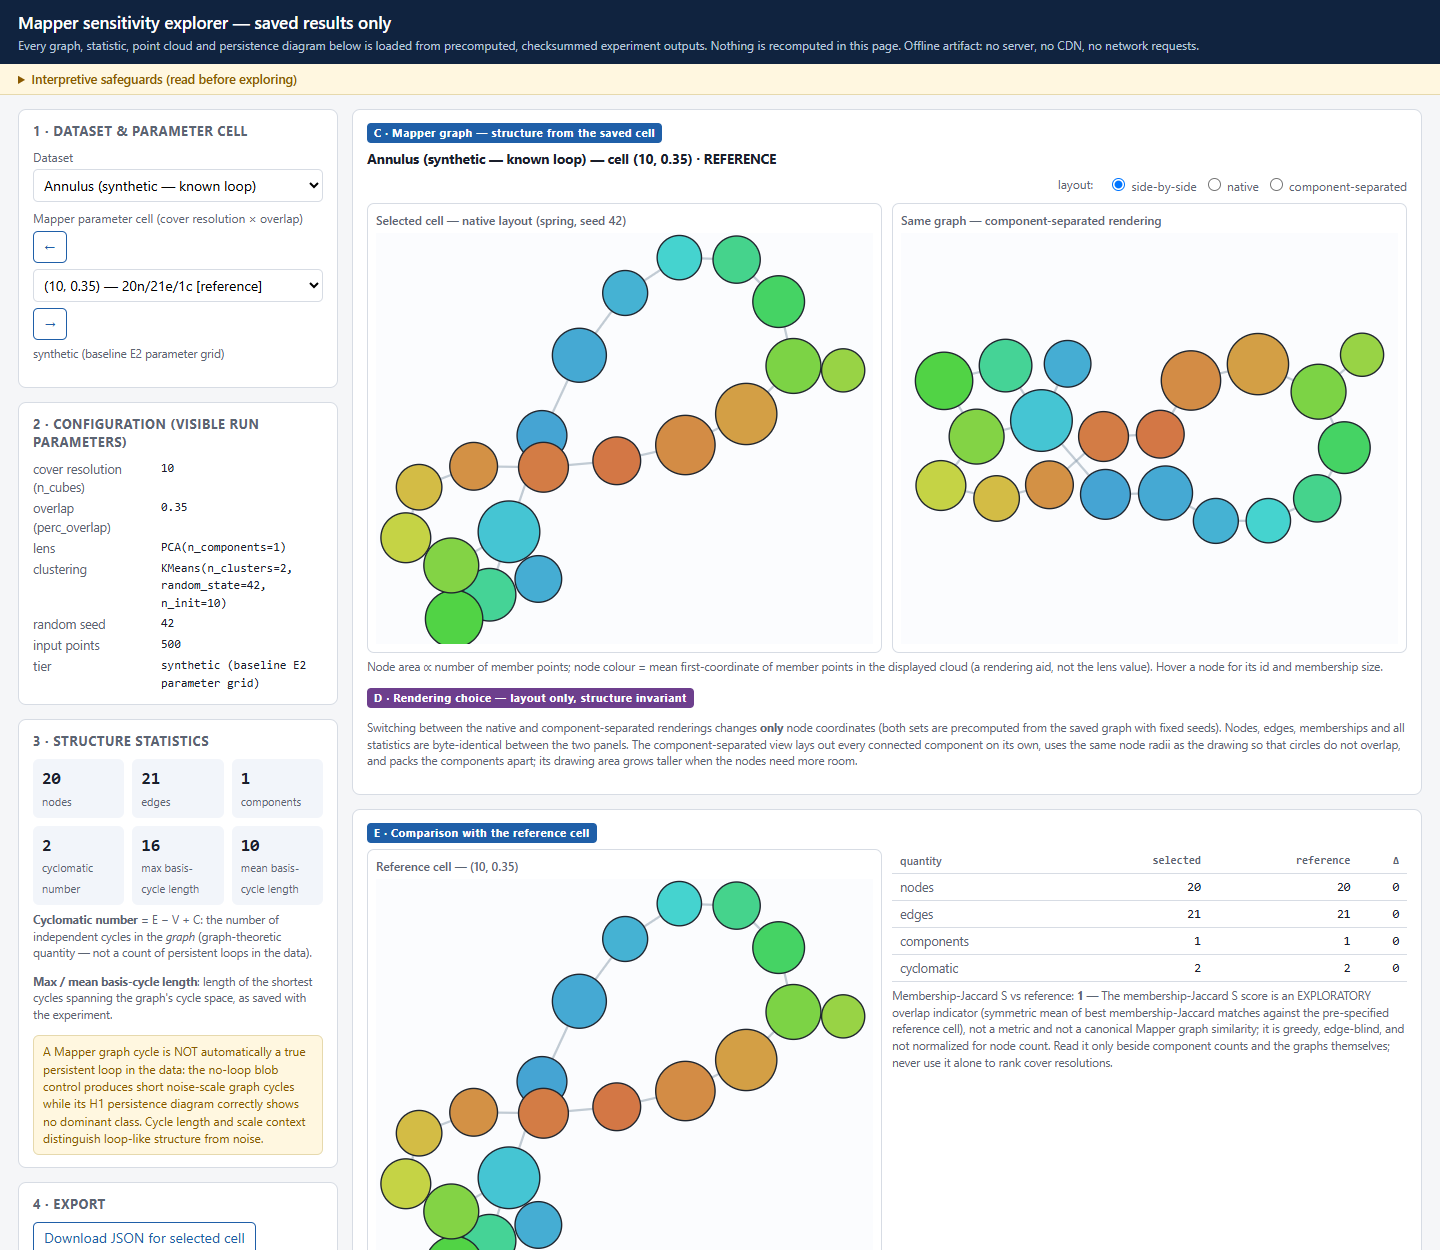 Mapper sensitivity explorer — saved results only
Every graph, statistic, point cloud and persistence diagram below is loaded from precomputed, checksummed experiment outputs. Nothing is recomputed in this page. Offline artifact: no server, no CDN, no network requests.
▶ Interpretive safeguards (read before exploring)
1 · DATASET & PARAMETER CELL
Dataset
Annulus (synthetic — known loop)
Mapper parameter cell (cover resolution × overlap)
←
(10, 0.35) — 20n/21e/1c [reference]
→
synthetic (baseline E2 parameter grid)
2 · CONFIGURATION (VISIBLE RUN
PARAMETERS)
cover resolution 10
(n_cubes)
overlap 0.35
(perc_overlap)
lens PCA(n_components=1)
clustering KMeans(n_clusters=2,
random_state=42,
n_init=10)
random seed 42
input points 500
tier synthetic (baseline E2
parameter grid)
3 · STRUCTURE STATISTICS
20 21 1
nodes edges components
2 16 10
cyclomatic max basis- mean basis-
number cycle length cycle length
Cyclomatic number = E − V + C: the number of
independent cycles in the graph (graph-theoretic
quantity — not a count of persistent loops in the data).
Max / mean basis-cycle length: length of the shortest
cycles spanning the graph's cycle space, as saved with
the experiment.
A Mapper graph cycle is NOT automatically a true
persistent loop in the data: the no-loop blob
control produces short noise-scale graph cycles
while its H1 persistence diagram correctly shows
no dominant class. Cycle length and scale context
distinguish loop-like structure from noise.
4 · EXPORT
Download JSON for selected cell
C · Mapper graph — structure from the saved cell
Annulus (synthetic — known loop) — cell (10, 0.35) · REFERENCE
layout: side-by-side native component-separated
Selected cell — native layout (spring, seed 42)
Same graph — component-separated rendering
Node area ∝ number of member points; node colour = mean first-coordinate of member points in the displayed cloud (a rendering aid, not the lens value). Hover a node for its id and membership size.
D · Rendering choice — layout only, structure invariant
Switching between the native and component-separated renderings changes only node coordinates (both sets are precomputed from the saved graph with fixed seeds). Nodes, edges, memberships and all
statistics are byte-identical between the two panels. The component-separated view lays out every connected component on its own, uses the same node radii as the drawing so that circles do not overlap,
and packs the components apart; its drawing area grows taller when the nodes need more room.
E · Comparison with the reference cell
Reference cell — (10, 0.35)
quantity selected reference Δ
nodes 20 20 0
edges 21 21 0
components 1 1 0
cyclomatic 2 2 0
Membership-Jaccard S vs reference: 1 — The membership-Jaccard S score is an EXPLORATORY
overlap indicator (symmetric mean of best membership-Jaccard matches against the pre-specified
reference cell), not a metric and not a canonical Mapper graph similarity; it is greedy, edge-blind, and
not normalized for node count. Read it only beside component counts and the graphs themselves;
never use it alone to rank cover resolutions.